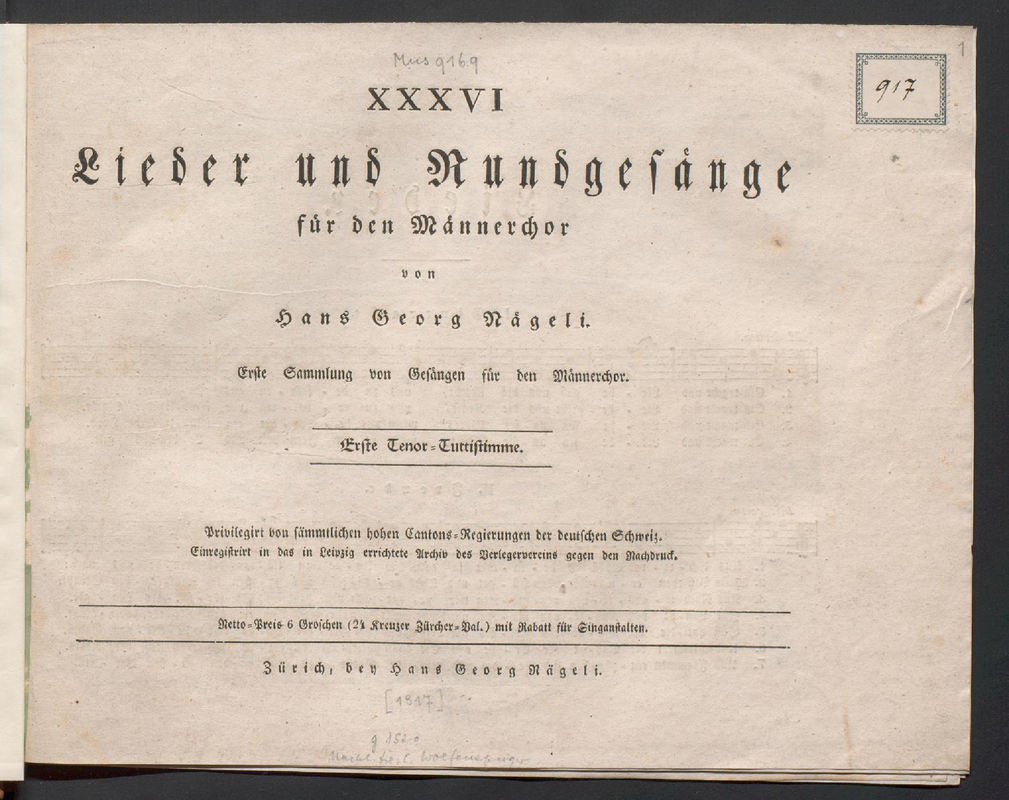 Mus 9169
1
917
XXXVI
Lieder und Rundgesänge
für den Männerchor
von
Hans Georg Nägeli.
Erste Sammlung von Gesängen für den Männerchor.
Erste Tenor=Tuttistimme.
Privilegirt von sämmtlichen hohen Cantons=Regierungen der deutschen Schweiz.
Einregistrirt in das in Leipzig errichtete Archiv des Verlegervereins gegen den Nachdruck.
Netto=Preis 6 Groschen (24 Kreuzer Zürcher=Val.) mit Rabatt für Singanstalten.
Zürich, bey Hans Georg Nägeli.
[1817]